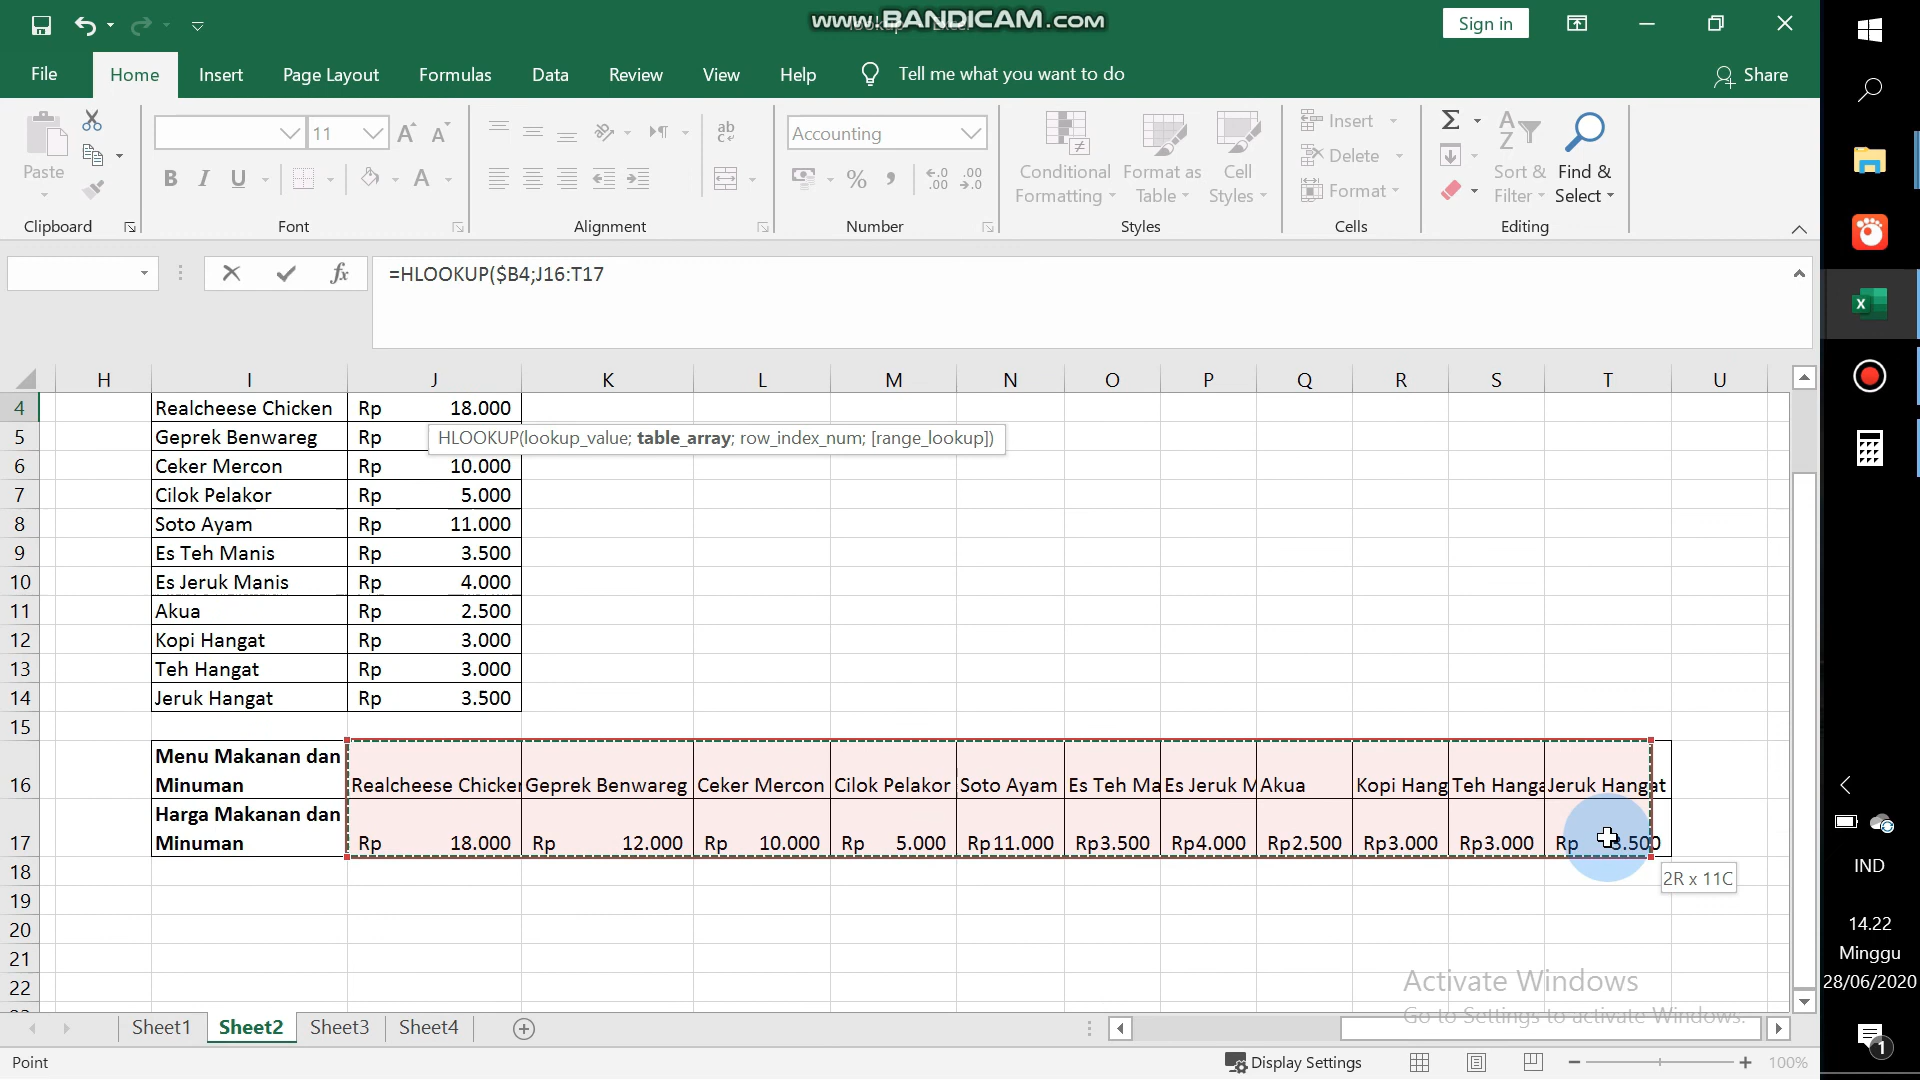 www.BANDICAM.com
Sign in
File Home Insert Page Layout Formulas Data Review View Help Tell me what you want to do Share
11 Accounting Insert
Paste Conditional Format as Cell Delete Sort & Find &
Formatting Table Styles Format Filter Select
Clipboard Font Alignment Number Styles Cells Editing
=HLOOKUP($B4;J16:T17
H I J K L M N O P Q R S T U
4 Realcheese Chicken Rp 18.000
5 Geprek Benwareg Rp
HLOOKUP(lookup_value; table_array; row_index_num; [range_lookup])
6 Ceker Mercon Rp 10.000
7 Cilok Pelakor Rp 5.000
8 Soto Ayam Rp 11.000
9 Es Teh Manis Rp 3.500
10 Es Jeruk Manis Rp 4.000
11 Akua Rp 2.500
12 Kopi Hangat Rp 3.000
13 Teh Hangat Rp 3.000
14 Jeruk Hangat Rp 3.500
15
Menu Makanan dan
16 Minuman Realcheese Chicken Geprek Benwareg Ceker Mercon Cilok Pelakor Soto Ayam Es Teh Ma Es Jeruk M Akua Kopi Hang Teh Hanga Jeruk Hangat
Harga Makanan dan
17 Minuman Rp 18.000 Rp 12.000 Rp 10.000 Rp 5.000 Rp11.000 Rp3.500 Rp4.000 Rp2.500 Rp3.000 Rp3.000 Rp 3.500
18
2R x 11C
19
20
21
22
Activate Windows
Go to Settings to activate Windows.
Sheet1 Sheet2 Sheet3 Sheet4
Point Display Settings 100%
IND
14.22
Minggu
28/06/2020
1